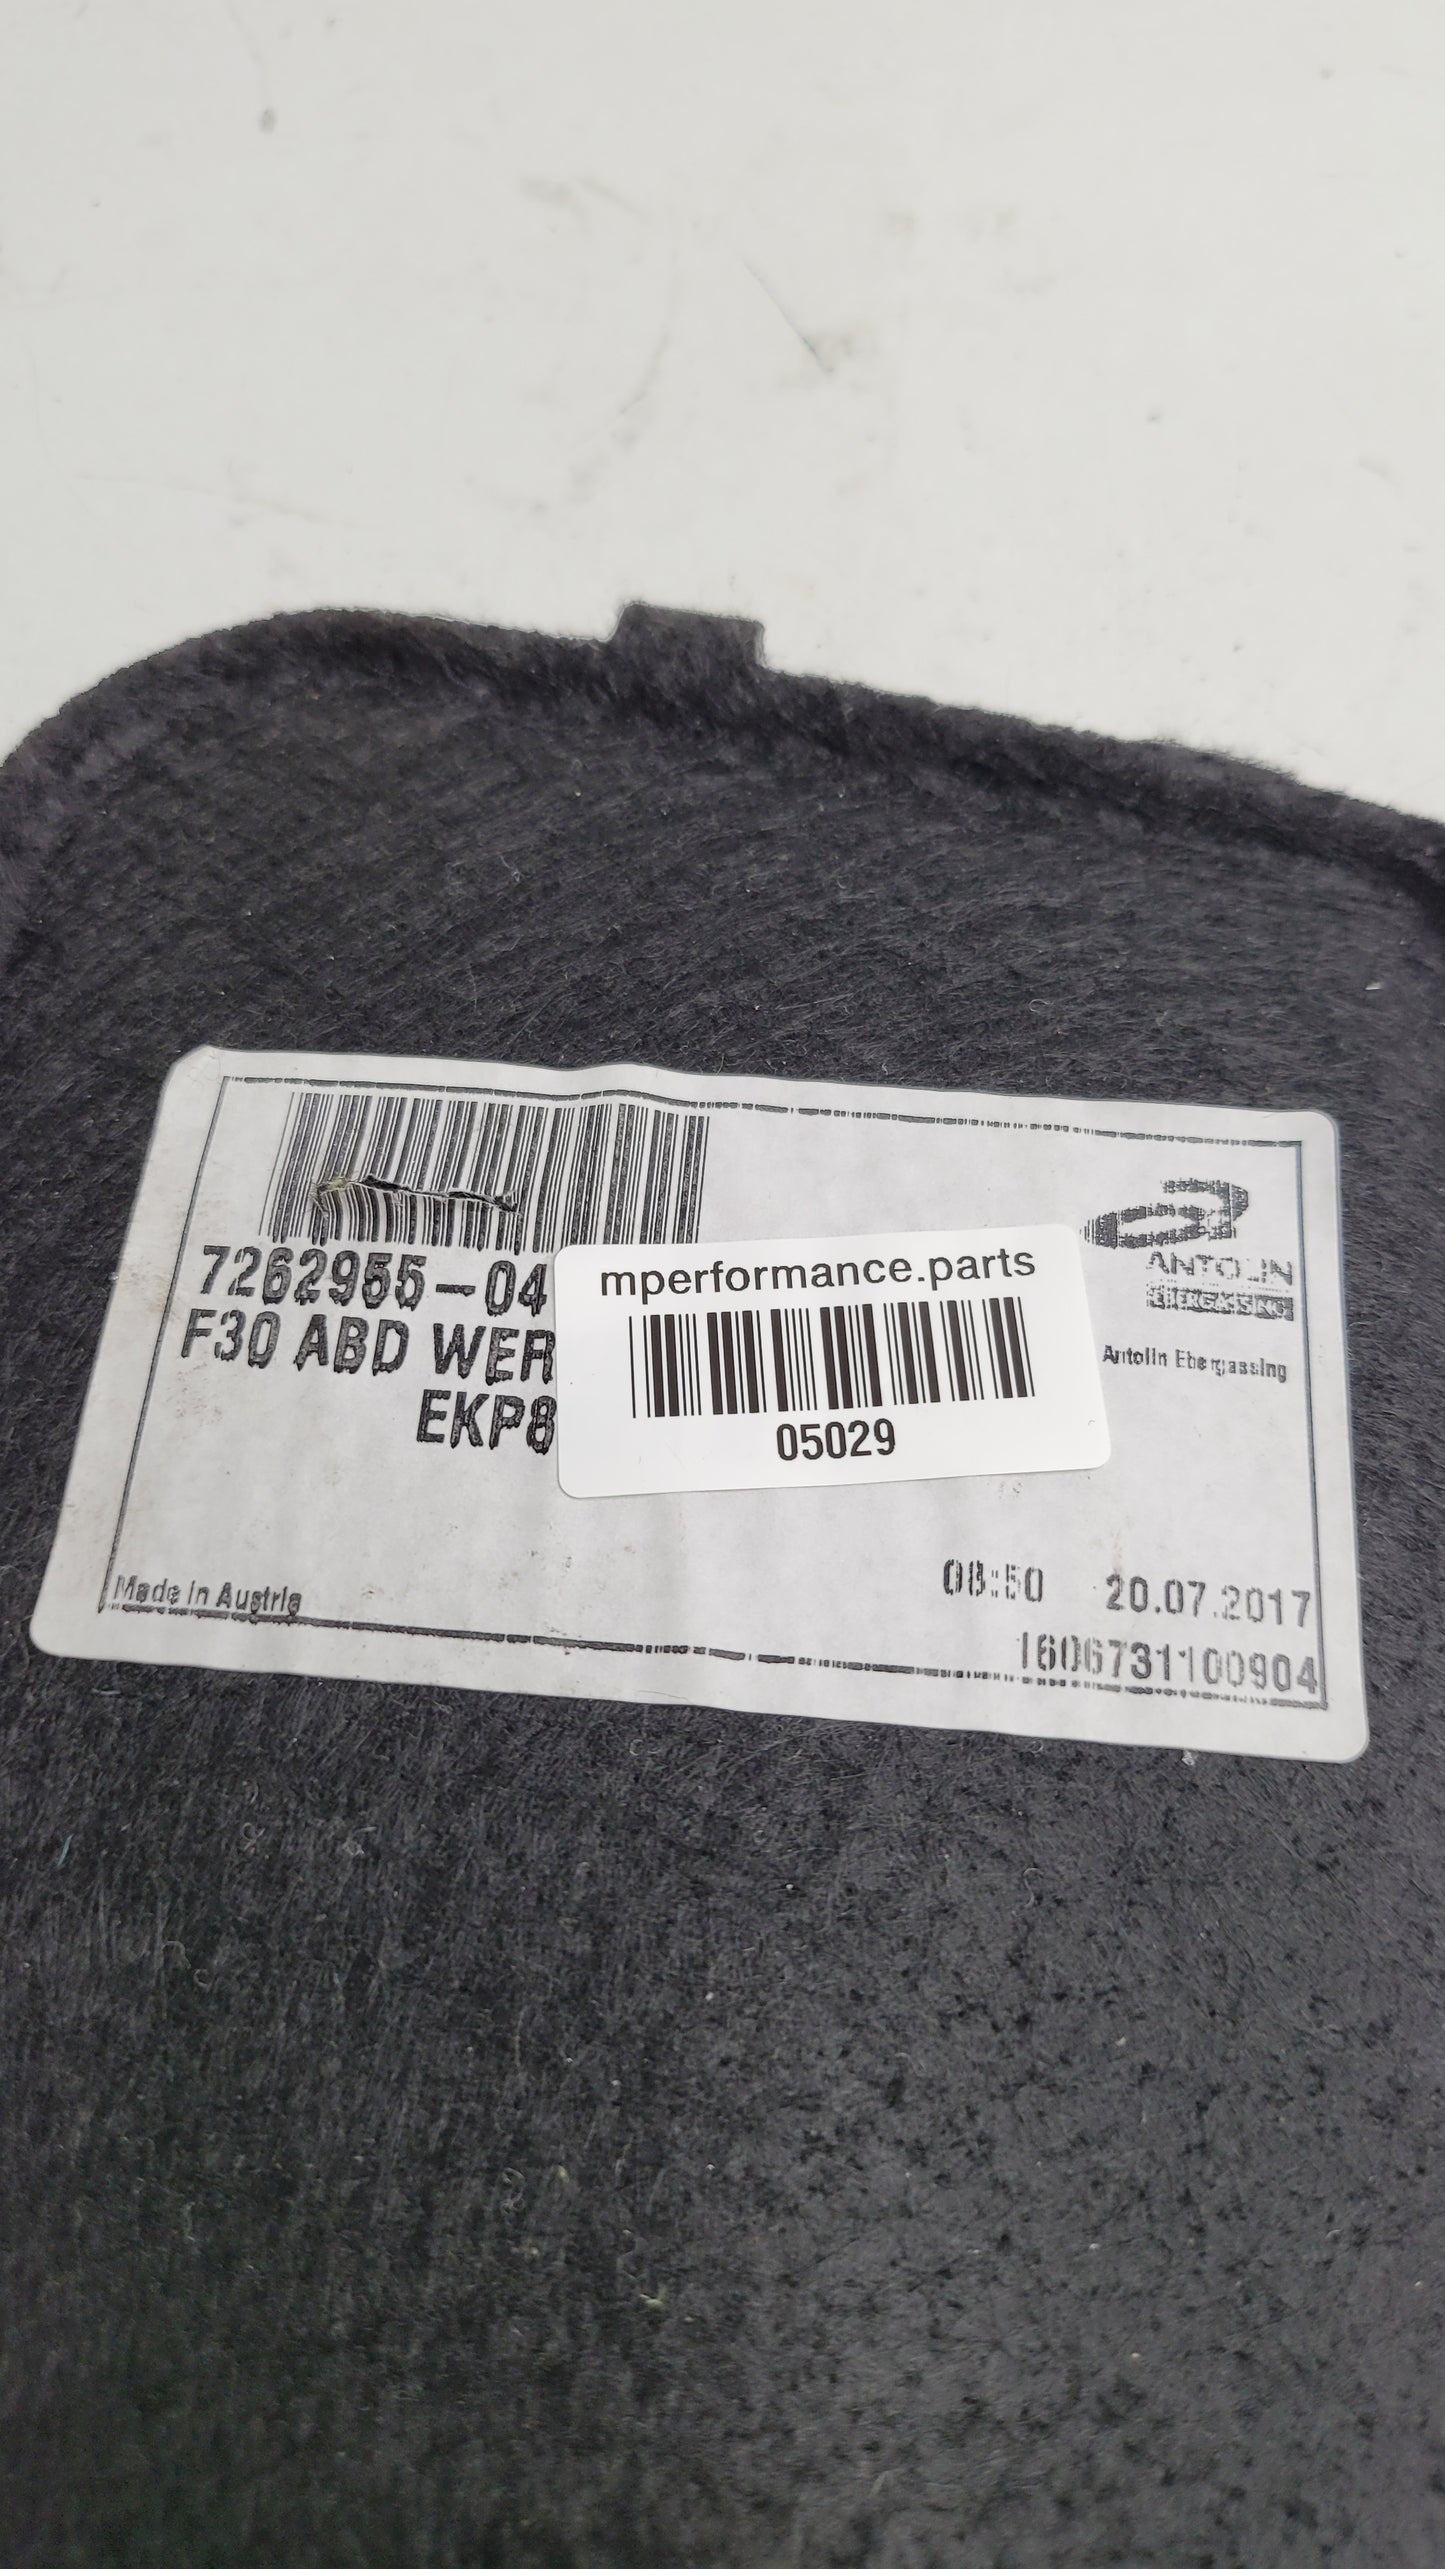 7262955-04
F30 ABD WER
EKP8
mperformance.parts
05029
ANTOLIN
EBERGASSING
Antolin Ebergassing
Made in Austria
08:50 20.07.2017
1606731100904